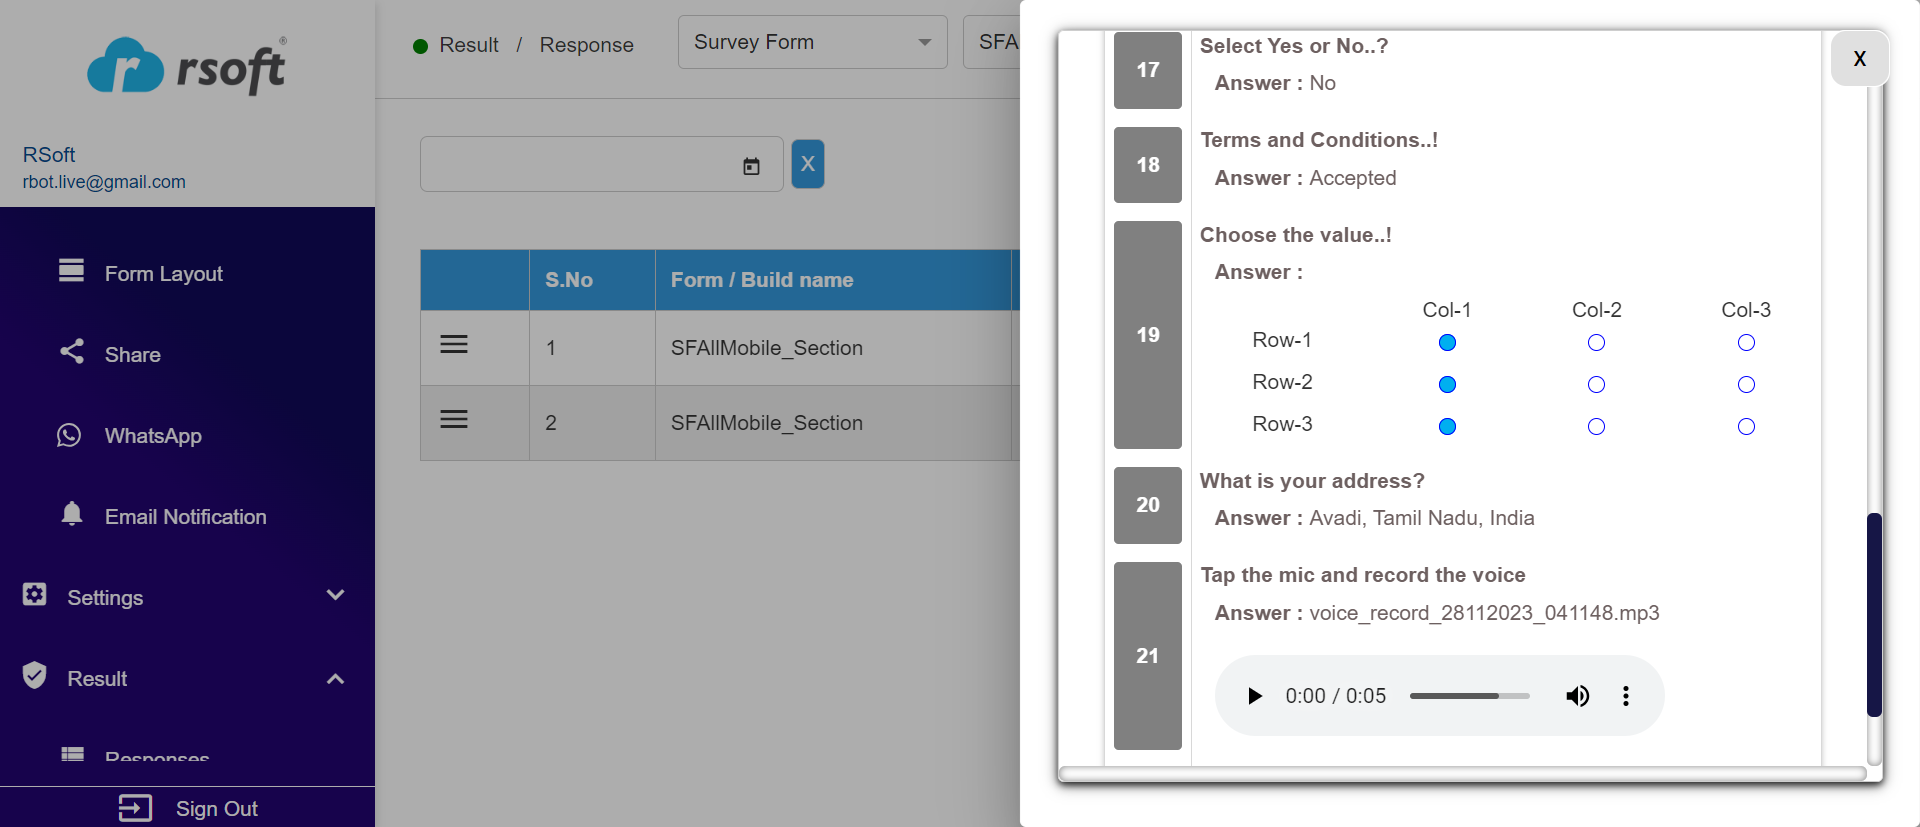 rsoft®
RSoft
rbot.live@gmail.com
Form Layout
Share
WhatsApp
Email Notification
Settings
Result
Responses
Sign Out
Result / Response
Survey Form
SFA
X
S.No
Form / Build name
1
SFAllMobile_Section
2
SFAllMobile_Section
X
17
Select Yes or No..?
Answer : No
18
Terms and Conditions..!
Answer : Accepted
19
Choose the value..!
Answer :
Col-1 Col-2 Col-3
Row-1
Row-2
Row-3
20
What is your address?
Answer : Avadi, Tamil Nadu, India
21
Tap the mic and record the voice
Answer : voice_record_28112023_041148.mp3
0:00 / 0:05